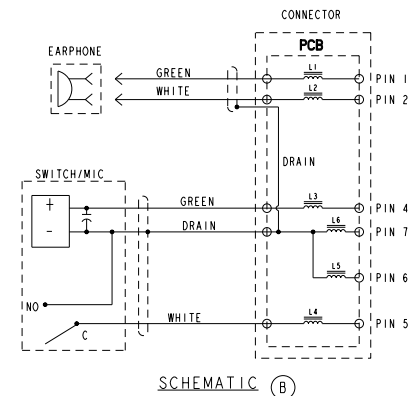 CONNECTOR
PCB
EARPHONE
GREEN
L1
PIN 1
WHITE
L2
PIN 2
DRAIN
SWITCH/MIC
+
GREEN
L3
PIN 4
-
DRAIN
L6
PIN 7
L5
PIN 6
NO
C
WHITE
L4
PIN 5
SCHEMATIC B